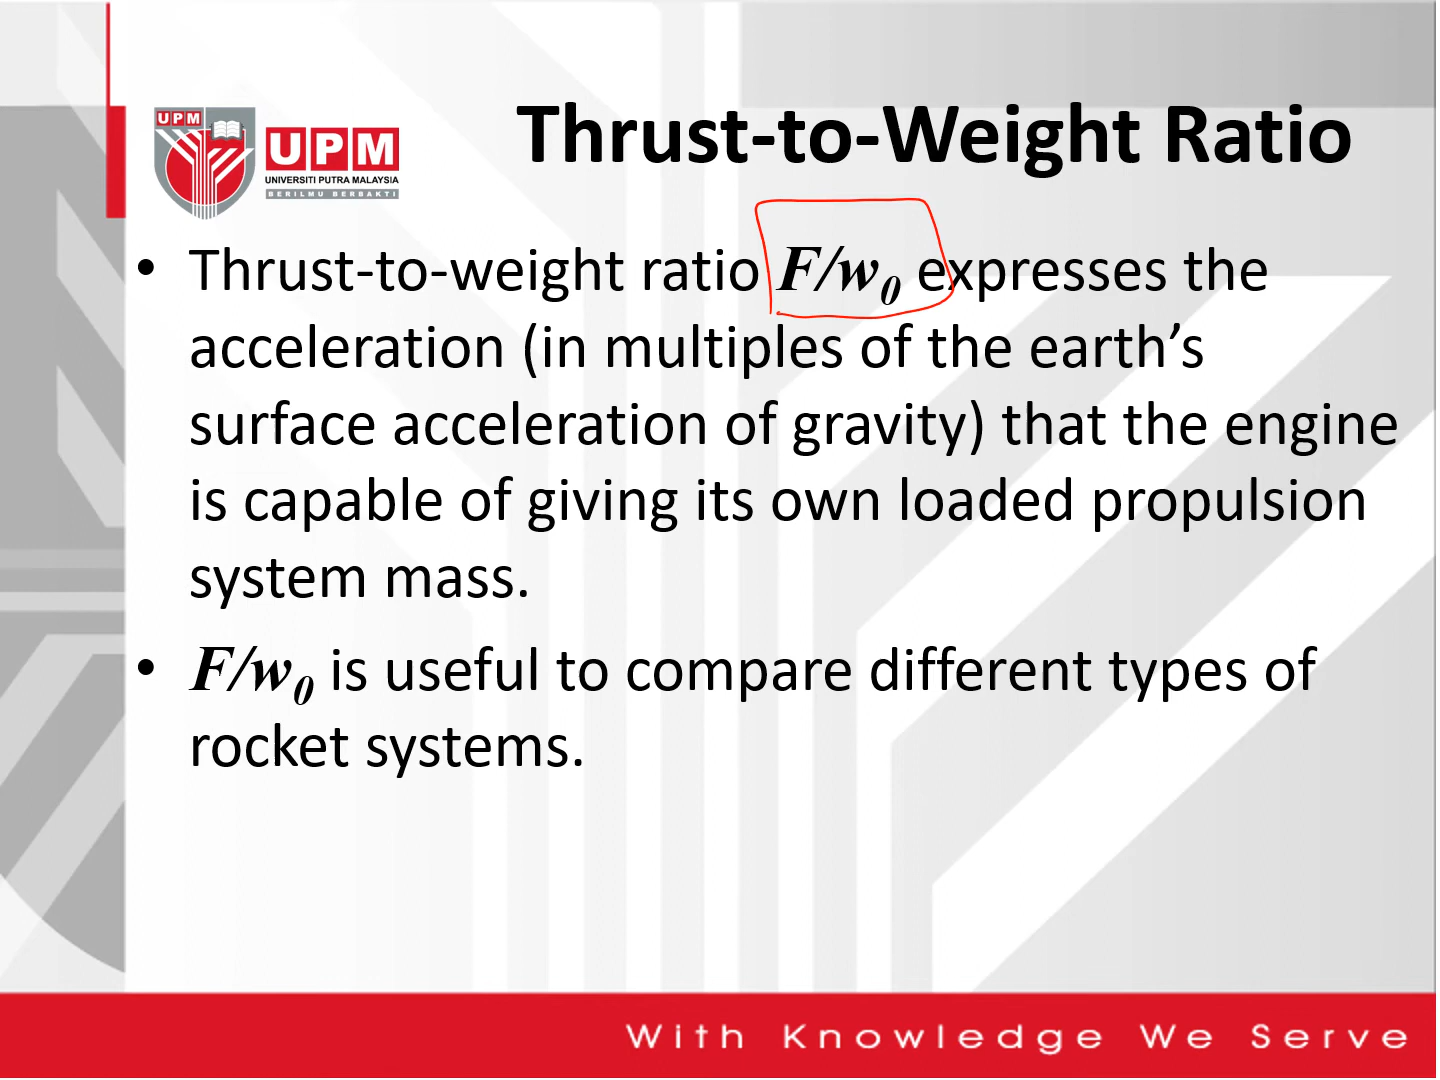 UPM
UPM
UNIVERSITI PUTRA MALAYSIA
BERILMU BERBAKTI
Thrust-to-Weight Ratio
• Thrust-to-weight ratio F/w₀ expresses the
acceleration (in multiples of the earth’s
surface acceleration of gravity) that the engine
is capable of giving its own loaded propulsion
system mass.
• F/w₀ is useful to compare different types of
rocket systems.
With Knowledge We Serve